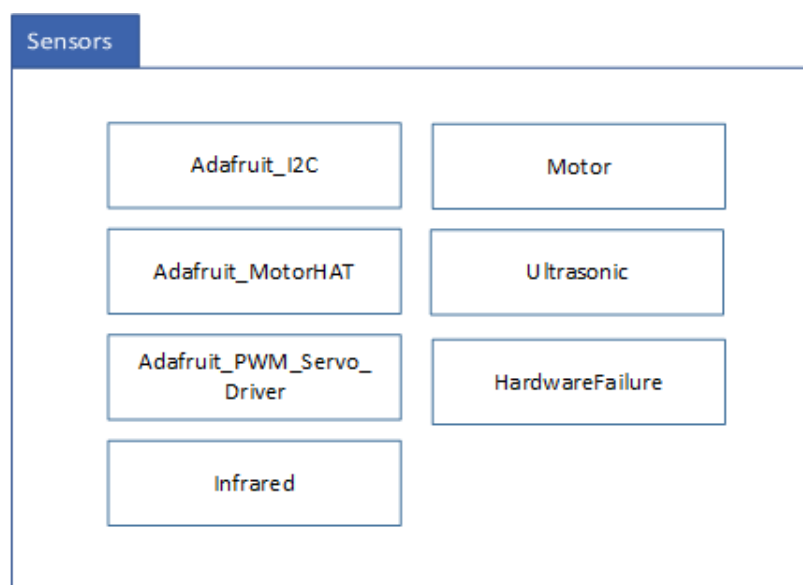 Sensors
Adafruit_I2C
Motor
Adafruit_MotorHAT
Ultrasonic
Adafruit_PWM_Servo_
Driver
HardwareFailure
Infrared